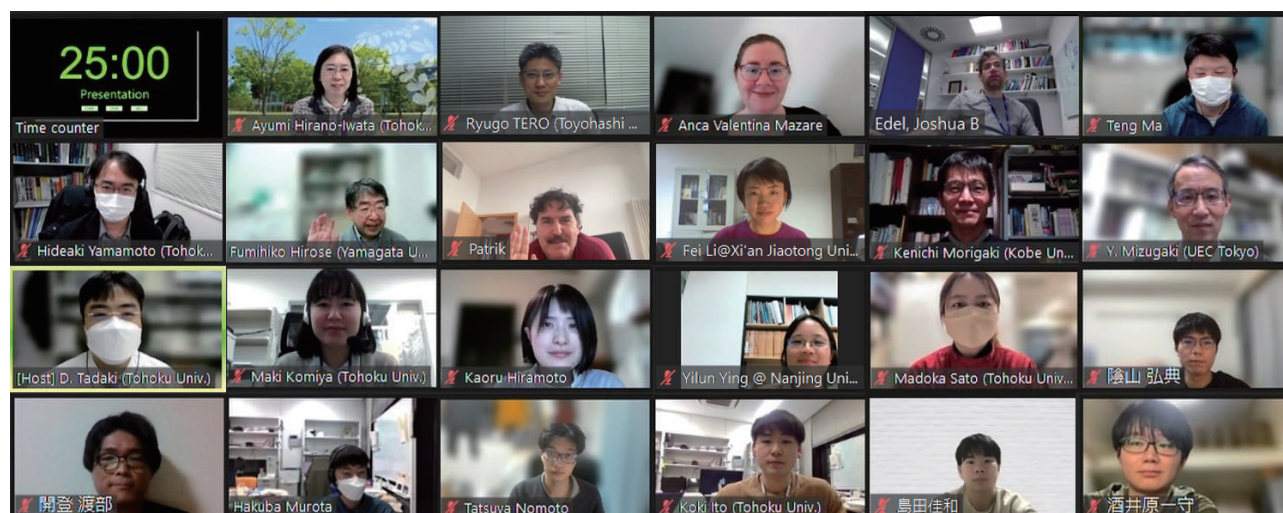 25:00
Presentation
Time counter
Ayumi Hirano-Iwata (Tohok...
Ryugo TERO (Toyohashi ...
Anca Valentina Mazare
Edel, Joshua B
Teng Ma
Hideaki Yamamoto (Tohok...
Fumihiko Hirose (Yamagata U...
Patrik
Fei Li@Xi'an Jiaotong Uni...
Kenichi Morigaki (Kobe Un...
Y. Mizugaki (UEC Tokyo)
[Host] D. Tadaki (Tohoku Univ.)
Maki Komiya (Tohoku Univ.)
Kaoru Hiramoto
Yilun Ying @ Nanjing Uni...
Madoka Sato (Tohoku Univ...
陰山 弘典
開登 渡部
Hakuba Murota
Tatsuya Nomoto
Koki Ito (Tohoku Univ.)
島田佳和
酒井原一守